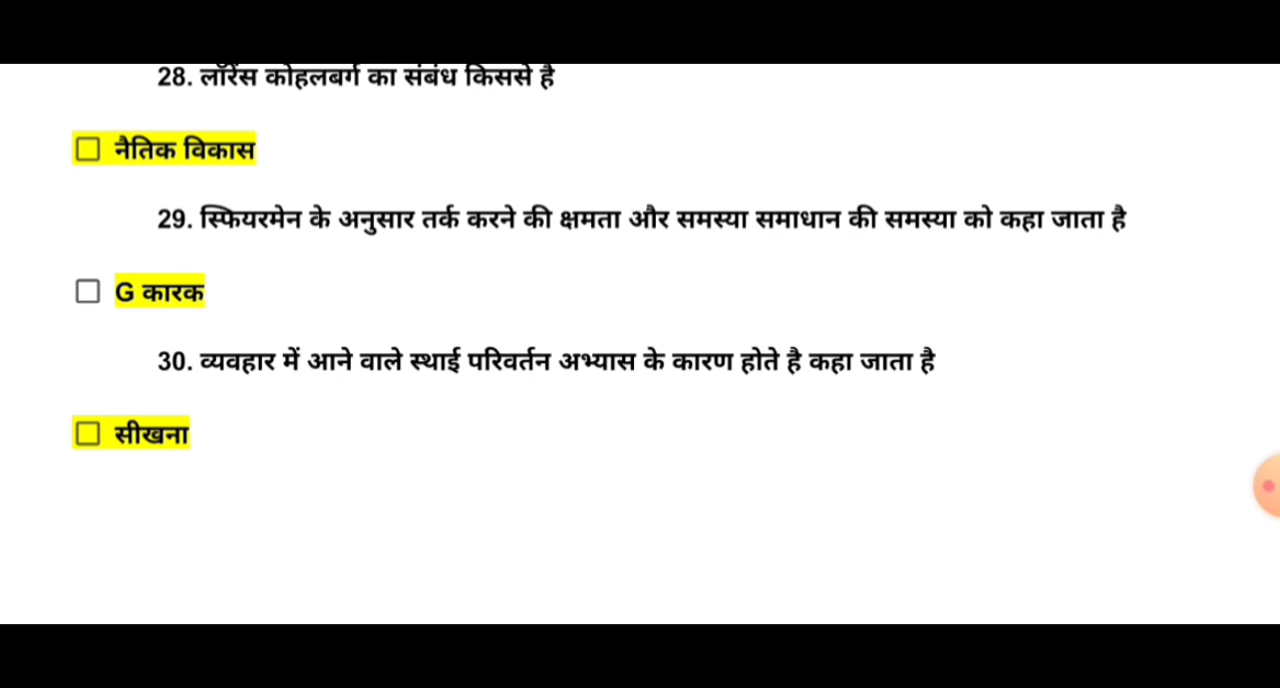 28. लॉरेंस कोहलबर्ग का संबंध किससे है
नैतिक विकास
29. स्फियरमेन के अनुसार तर्क करने की क्षमता और समस्या समाधान की समस्या को कहा जाता है
G कारक
30. व्यवहार में आने वाले स्थाई परिवर्तन अभ्यास के कारण होते है कहा जाता है
सीखना